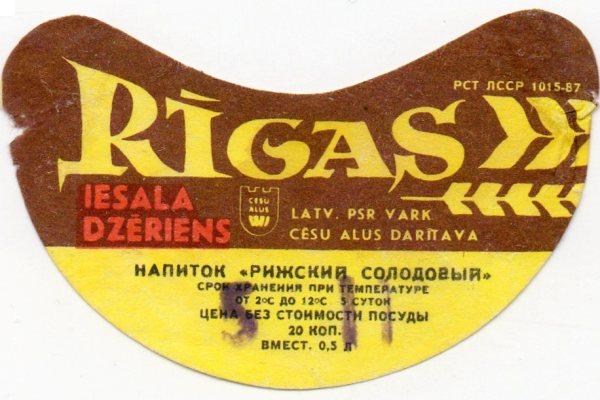 РСТ ЛССР 1015-87
RĪGAS
IESALA
DZĒRIENS
CĒSU
ALUS
LATV. PSR VARK
CĒSU ALUS DARĪTAVA
НАПИТОК «РИЖСКИЙ СОЛОДОВЫЙ»
СРОК ХРАНЕНИЯ ПРИ ТЕМПЕРАТУРЕ
ОТ 2°С ДО 12°С 5 СУТОК
ЦЕНА БЕЗ СТОИМОСТИ ПОСУДЫ
20 КОП.
ВМЕСТ. 0,5 Л